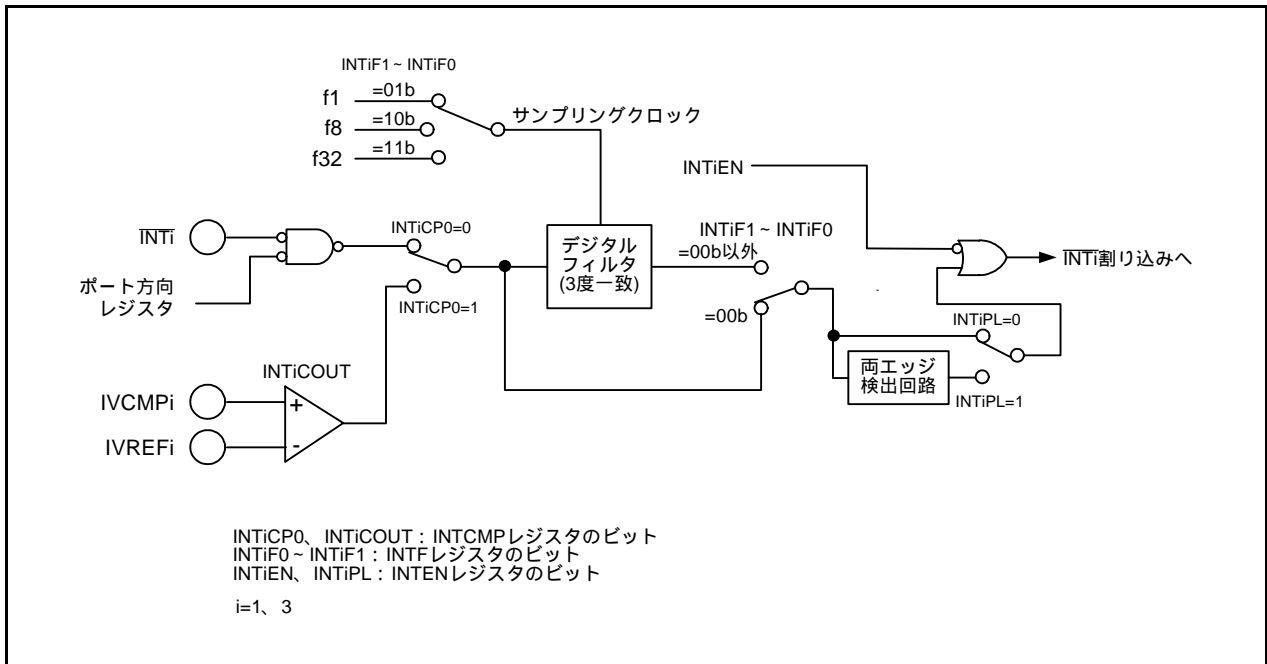 INTiF1 ~ INTiF0
f1
=01b
f8
=10b
f32
=11b
サンプリングクロック
INTiEN
INTi
INTiCP0=0
ポート方向
レジスタ
INTiCP0=1
デジタル
フィルタ
(3度一致)
INTiF1 ~ INTiF0
=00b以外
=00b
INTi割り込みへ
INTiPL=0
両エッジ
検出回路
INTiPL=1
INTiCOUT
IVCMPi
+
IVREFi
-
INTiCP0、INTiCOUT : INTCMPレジスタのビット
INTiF0 ~ INTiF1 : INTFレジスタのビット
INTiEN、INTiPL : INTENレジスタのビット
i=1、3